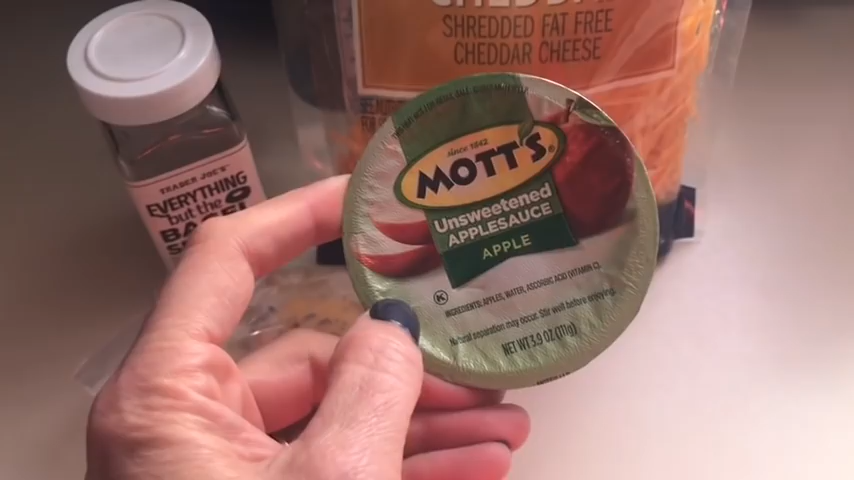 CHEDDAR
SHREDDED FAT FREE
CHEDDAR CHEESE
since 1842
MOTT'S
Unsweetened
APPLESAUCE
APPLE
K
INGREDIENTS: APPLES, WATER, ASCORBIC ACID (VITAMIN C).
Natural separation may occur. Stir well before enjoying.
NET WT 3.9 OZ (111g)
TRADER JOE'S
EVERYTHING
but the
BAGEL